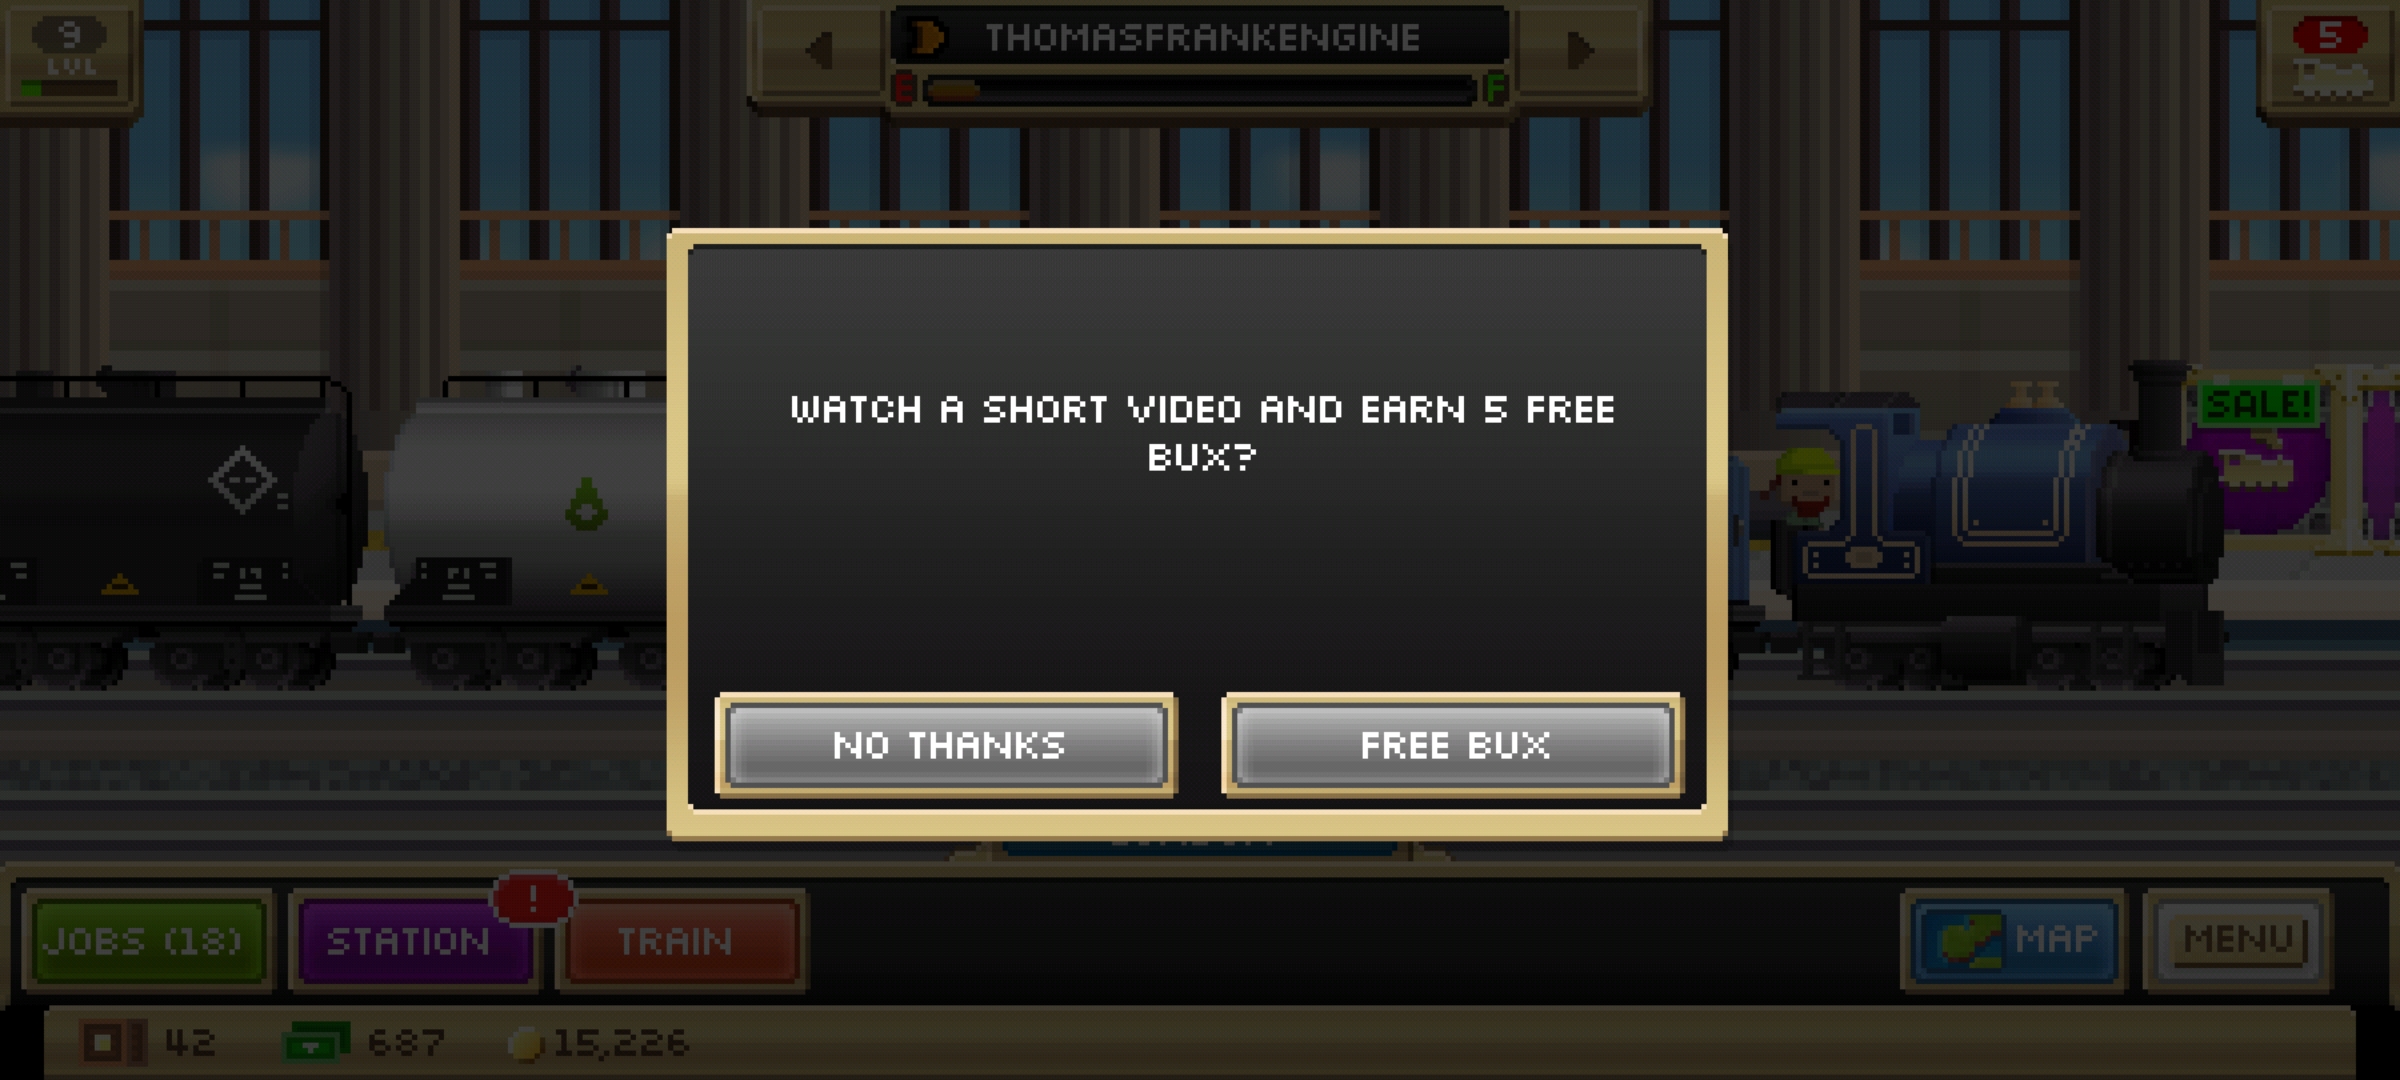 9
LVL
THOMASFRANKENGINE
E
F
5
SALE!
WATCH A SHORT VIDEO AND EARN 5 FREE
BUX?
NO THANKS
FREE BUX
JOBS (18)
STATION
!
TRAIN
MAP
MENU
42
687
15,226